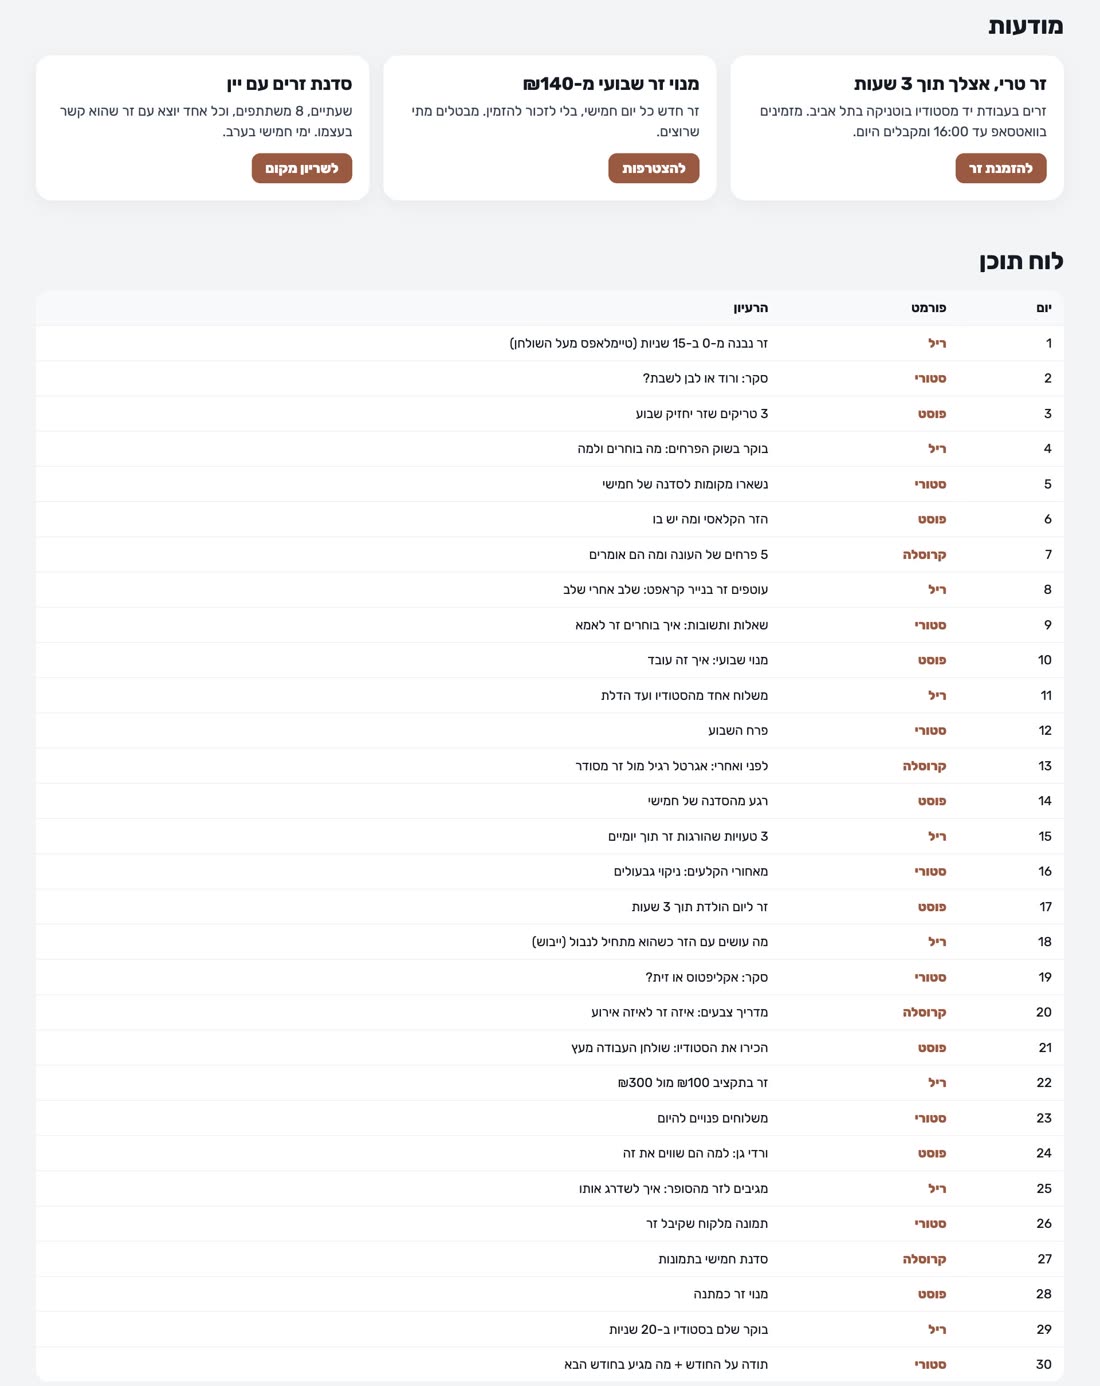 מודעות
זר טרי, אצלך תוך 3 שעות
זרים בעבודת יד מסטודיו בוטניקה בתל אביב. מזמינים
בוואטסאפ עד 16:00 ומקבלים היום.
להזמנת זר
מנוי זר שבועי מ-140₪
זר חדש כל יום חמישי, בלי לזכור להזמין. מבטלים מתי
שרוצים.
להצטרפות
סדנת זרים עם יין
שעתיים, 8 משתתפים, וכל אחד יוצא עם זר שהוא קשר
בעצמו. ימי חמישי בערב.
לשריון מקום
לוח תוכן
יום פורמט הרעיון
1 ריל זר נבנה מ-0 ב-15 שניות (טיימלאפס מעל השולחן)
2 סטורי סקר: ורוד או לבן לשבת?
3 פוסט 3 טריקים שזר יחזיק שבוע
4 ריל בוקר בשוק הפרחים: מה בוחרים ולמה
5 סטורי נשארו מקומות לסדנה של חמישי
6 פוסט הזר הקלאסי ומה יש בו
7 קרוסלה 5 פרחים של העונה ומה הם אומרים
8 ריל עוטפים זר בנייר קראפט: שלב אחרי שלב
9 סטורי שאלות ותשובות: איך בוחרים זר לאמא
10 פוסט מנוי שבועי: איך זה עובד
11 ריל משלוח אחד מהסטודיו ועד הדלת
12 סטורי פרח השבוע
13 קרוסלה לפני ואחרי: אגרטל רגיל מול זר מסודר
14 פוסט רגע מהסדנה של חמישי
15 ריל 3 טעויות שהורגות זר תוך יומיים
16 סטורי מאחורי הקלעים: ניקוי גבעולים
17 פוסט זר ליום הולדת תוך 3 שעות
18 ריל מה עושים עם הזר כשהוא מתחיל לנבול (ייבוש)
19 סטורי סקר: אקליפטוס או זית?
20 קרוסלה מדריך צבעים: איזה זר לאיזה אירוע
21 פוסט הכירו את הסטודיו: שולחן העבודה מעץ
22 ריל זר בתקציב 100₪ מול 300₪
23 סטורי משלוחים פנויים להיום
24 פוסט ורדי גן: למה הם שווים את זה
25 ריל מגיבים לזר מהסופר: איך לשדרג אותו
26 סטורי תמונה מלקוח שקיבל זר
27 קרוסלה סדנת חמישי בתמונות
28 פוסט מנוי זר כמתנה
29 ריל בוקר שלם בסטודיו ב-20 שניות
30 סטורי תודה על החודש + מה מגיע בחודש הבא